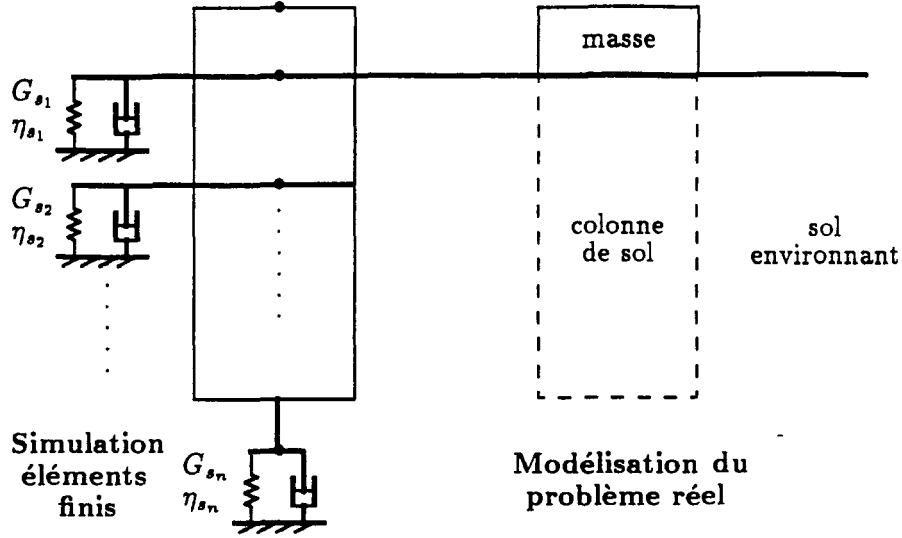 masse
G_{s_1}
η_{s_1}
G_{s_2}
η_{s_2}
colonne
de sol
sol
environnant
Simulation
éléments
finis
G_{s_n}
η_{s_n}
Modélisation du
problème réel